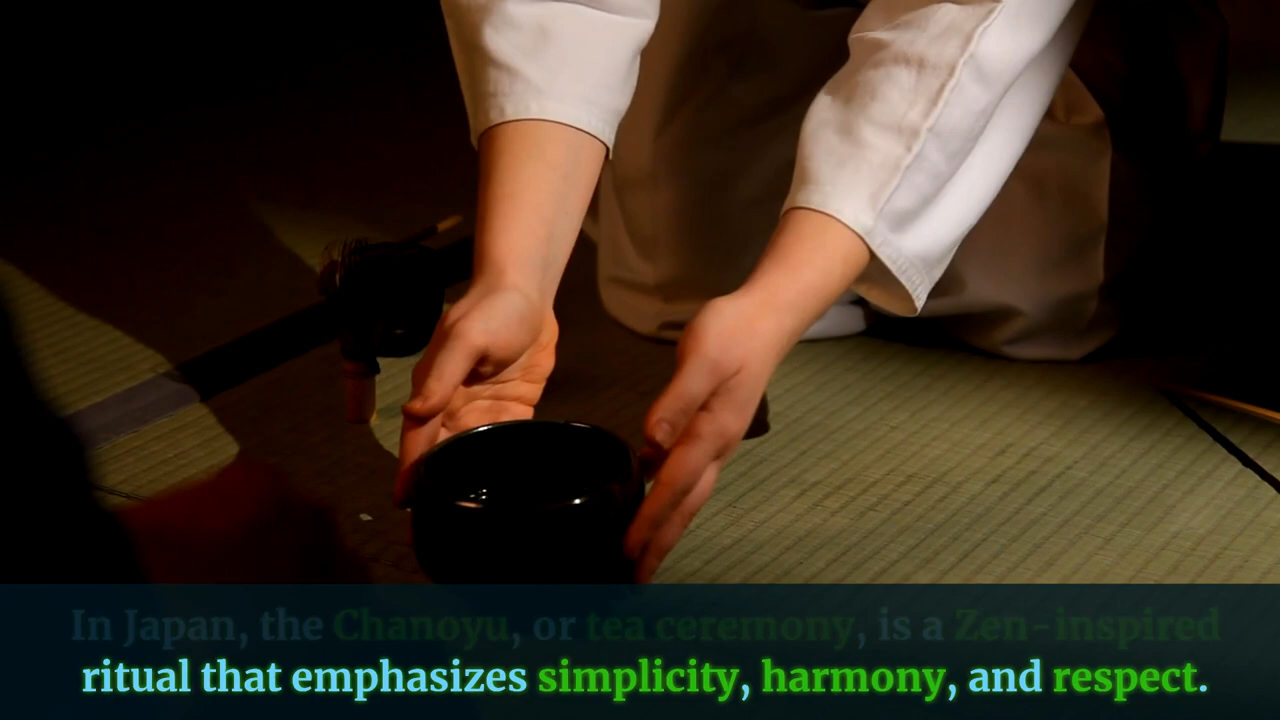 In Japan, the Chanoyu, or tea ceremony, is a Zen-inspired
ritual that emphasizes simplicity, harmony, and respect.